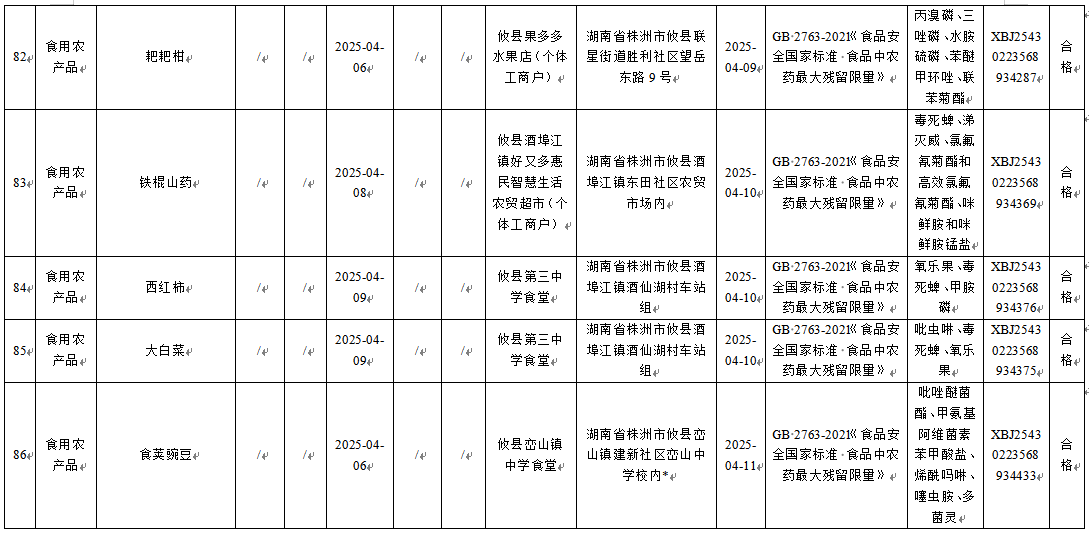 82
食用农
产品
耙耙柑
/
/
2025-04-
06
/
/
攸县果多多
水果店（个体
工商户）
湖南省株洲市攸县联
星街道胜利社区望岳
东路 9 号
2025-
04-09
GB 2763-2021《 食品安
全国家标准 食品中农
药最大残留限量》
丙溴磷、三
唑磷、水胺
硫磷、苯醚
甲环唑、联
苯菊酯
XBJ2543
0223568
934287
合
格
83
食用农
产品
铁棍山药
/
/
2025-04-
08
/
/
攸县酒埠江
镇好又多惠
民智慧生活
农贸超市（个
体工商户）
湖南省株洲市攸县酒
埠江镇东田社区农贸
市场内
2025-
04-10
GB 2763-2021《 食品安
全国家标准 食品中农
药最大残留限量》
毒死蜱、涕
灭威、氯氟
氰菊酯和
高效氯氟
氰菊酯、咪
鲜胺和咪
鲜胺锰盐
XBJ2543
0223568
934369
合
格
84
食用农
产品
西红柿
/
/
2025-04-
09
/
/
攸县第三中
学食堂
湖南省株洲市攸县酒
埠江镇酒仙湖村车站
组
2025-
04-10
GB 2763-2021《 食品安
全国家标准 食品中农
药最大残留限量》
氧乐果、毒
死蜱、甲胺
磷
XBJ2543
0223568
934376
合
格
85
食用农
产品
大白菜
/
/
2025-04-
09
/
/
攸县第三中
学食堂
湖南省株洲市攸县酒
埠江镇酒仙湖村车站
组
2025-
04-10
GB 2763-2021《 食品安
全国家标准 食品中农
药最大残留限量》
吡虫啉、毒
死蜱、氧乐
果
XBJ2543
0223568
934375
合
格
86
食用农
产品
食荚豌豆
/
/
2025-04-
06
/
/
攸县峦山镇
中学食堂
湖南省株洲市攸县峦
山镇建新社区峦山中
学校内*
2025-
04-11
GB 2763-2021《 食品安
全国家标准 食品中农
药最大残留限量》
吡唑醚菌
酯、甲氨基
阿维菌素
苯甲酸盐、
烯酰吗啉、
噻虫胺、多
菌灵
XBJ2543
0223568
934433
合
格